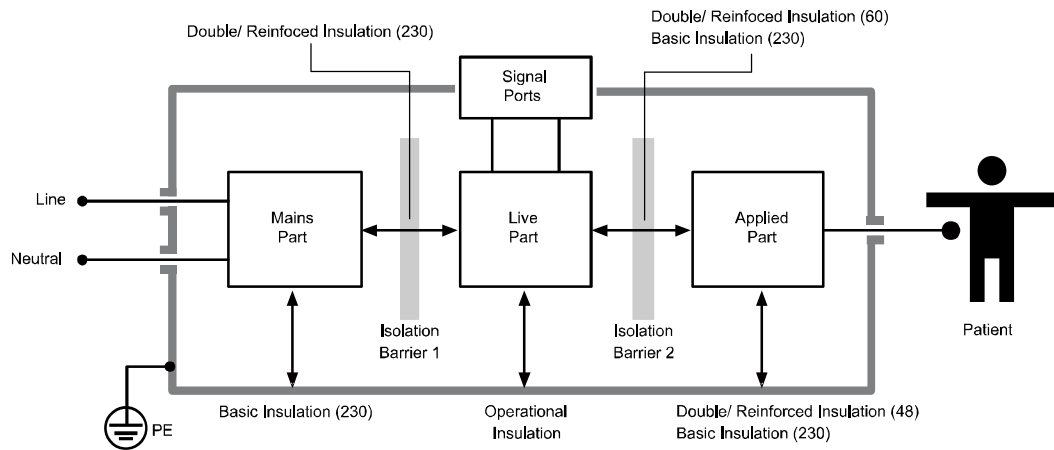 Double/ Reinfoced Insulation (60)
Basic Insulation (230)
Double/ Reinfoced Insulation (230)
Signal
Ports
Line
Neutral
Mains
Part
Live
Part
Applied
Part
Isolation
Barrier 1
Isolation
Barrier 2
Patient
PE
Basic Insulation (230)
Operational
Insulation
Double/ Reinforced Insulation (48)
Basic Insulation (230)